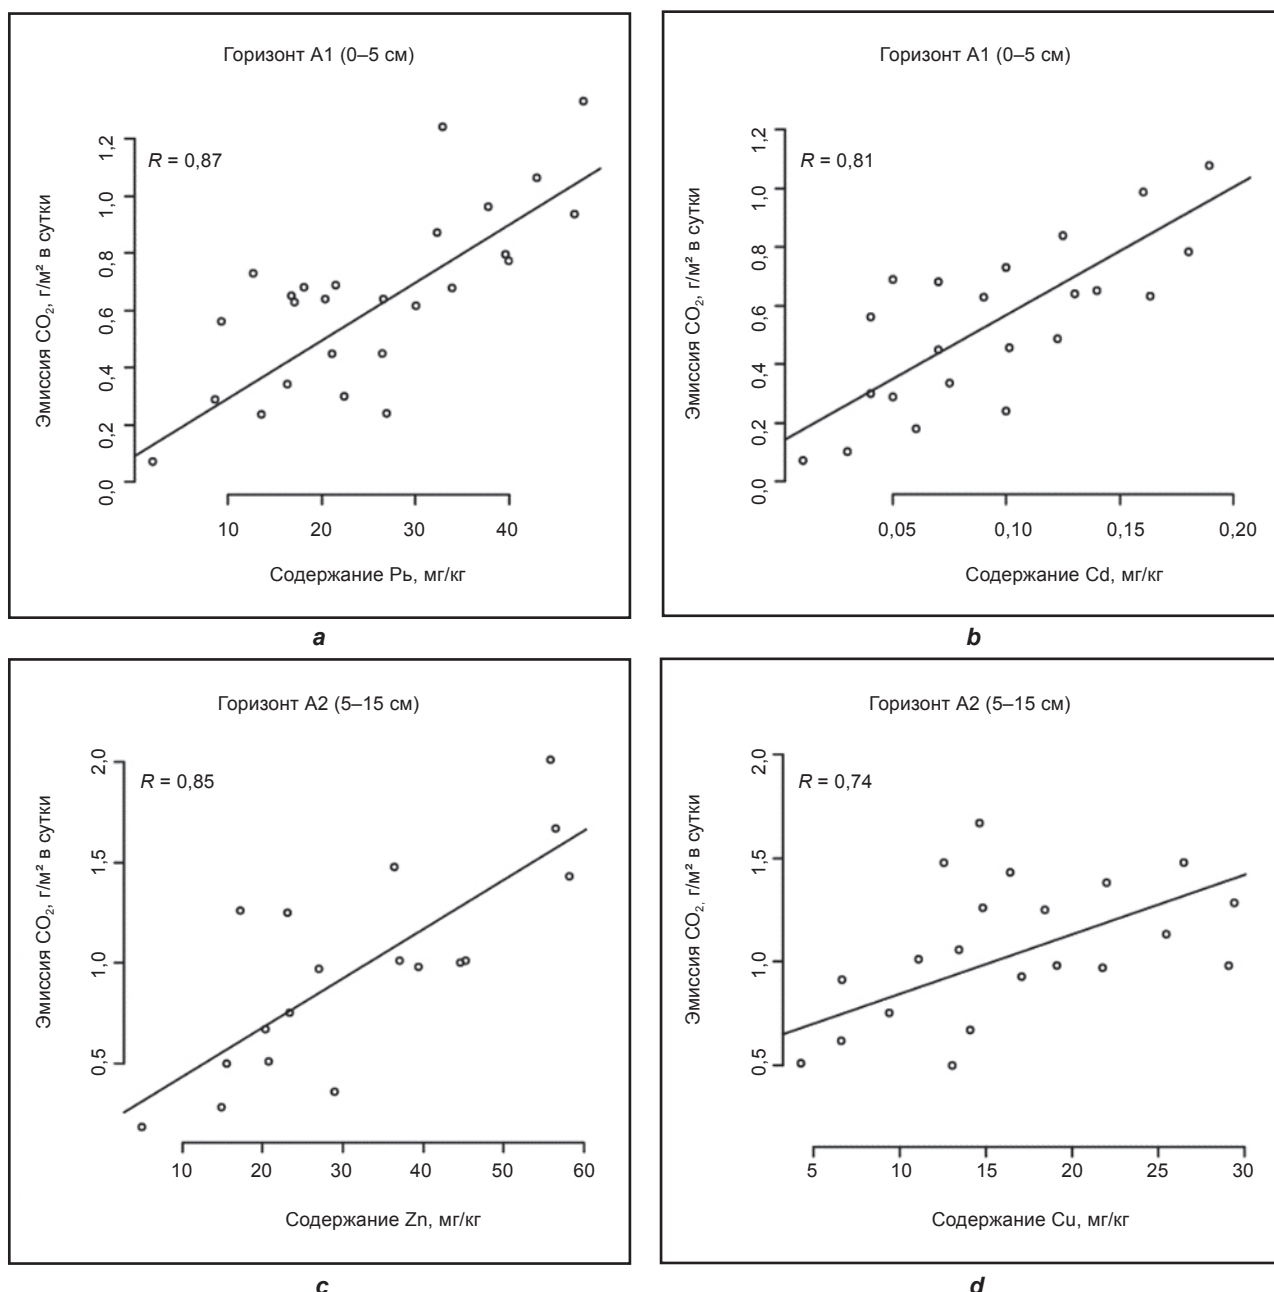 Горизонт А1 (0–5 см)
R = 0,87
Эмиссия CO₂, г/м² в сутки
0,0 0,2 0,4 0,6 0,8 1,0 1,2
10 20 30 40
Содержание Рь, мг/кг
a
Горизонт А1 (0–5 см)
R = 0,81
Эмиссия CO₂, г/м² в сутки
0,0 0,2 0,4 0,6 0,8 1,0 1,2
0,05 0,10 0,15 0,20
Содержание Cd, мг/кг
b
Горизонт А2 (5–15 см)
R = 0,85
Эмиссия CO₂, г/м² в сутки
0,5 1,0 1,5 2,0
10 20 30 40 50 60
Содержание Zn, мг/кг
c
Горизонт А2 (5–15 см)
R = 0,74
Эмиссия CO₂, г/м² в сутки
0,5 1,0 1,5 2,0
5 10 15 20 25 30
Содержание Cu, мг/кг
d